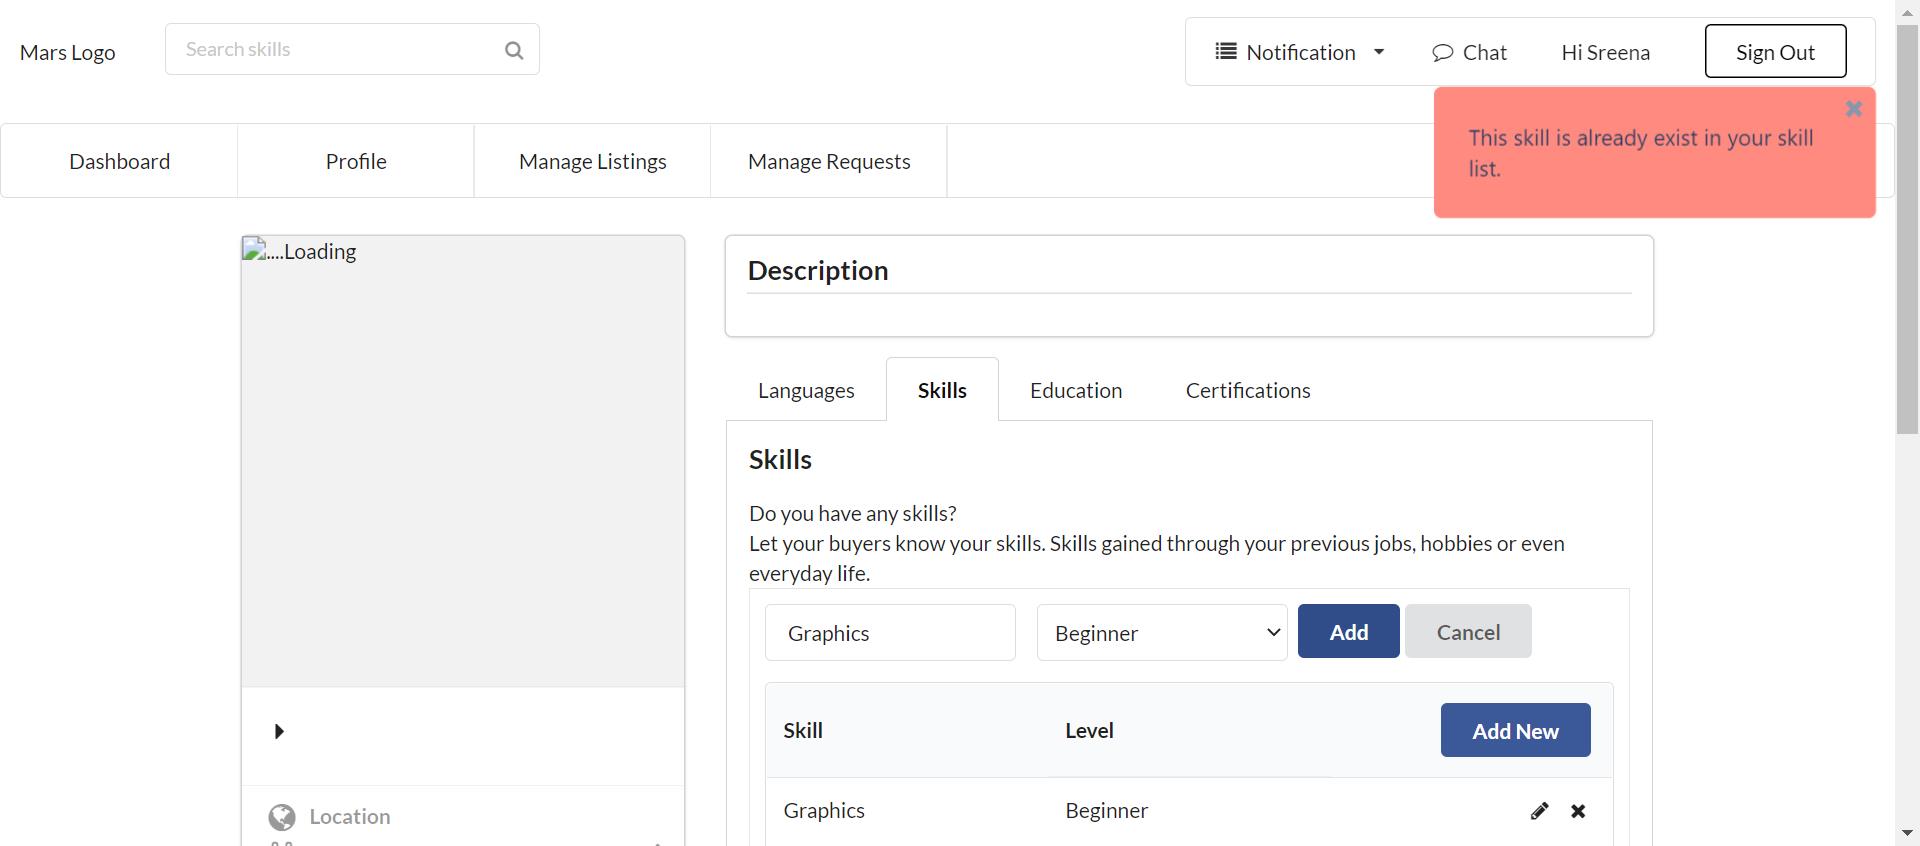 Mars Logo
Search skills
Notification
Chat
Hi Sreena
Sign Out
This skill is already exist in your skill
list.
Dashboard
Profile
Manage Listings
Manage Requests
....Loading
Description
Languages
Skills
Education
Certifications
Skills
Do you have any skills?
Let your buyers know your skills. Skills gained through your previous jobs, hobbies or even
everyday life.
Graphics
Beginner
Add
Cancel
Skill
Level
Add New
Graphics
Beginner
Location